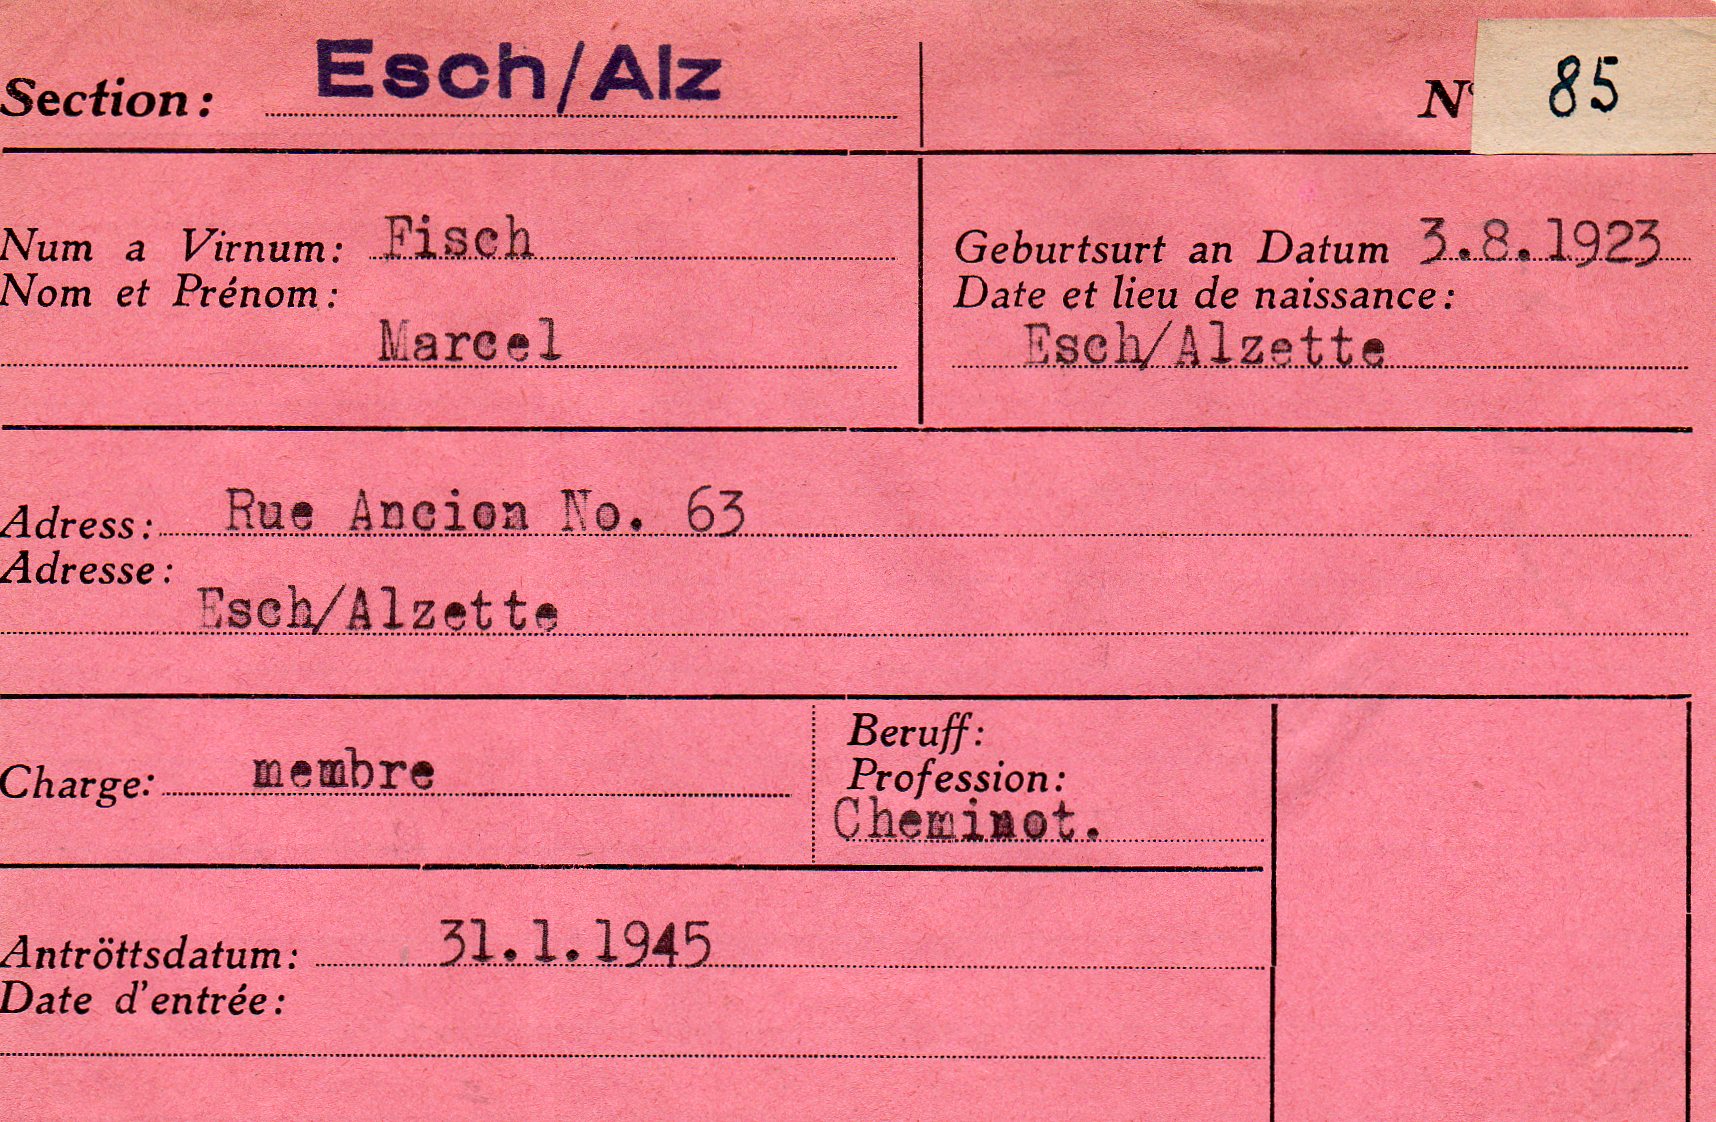 Section: Esch/Alz
N° 85
Num a Virnum: Fisch
Nom et Prénom:
Marcel
Geburtsurt an Datum 3.8.1923
Date et lieu de naissance:
Esch/Alzette
Adress: Rue Ancion No. 63
Adresse:
Esch/Alzette
Charge: membre
Beruff:
Profession:
Cheminot.
Antröttsdatum: 31.1.1945
Date d'entrée: